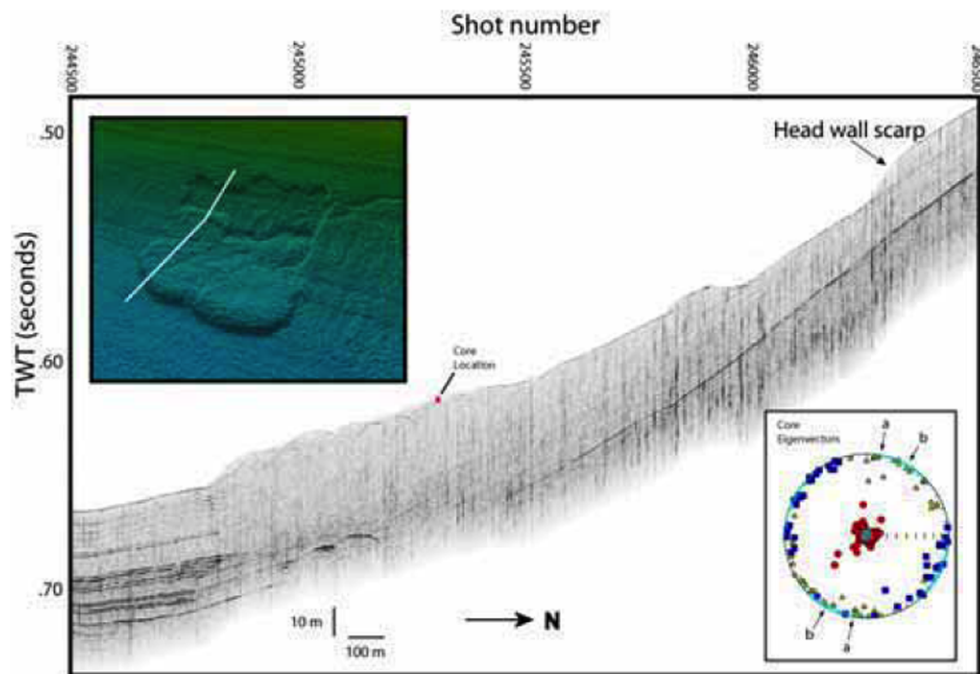 Shot number
244500
245000
245500
246000
246500
.50
Head wall scarp
TWT (seconds)
.60
Core
Location
Core
Eigenvectors
a
b
.70
10 m
100 m
N
b
a